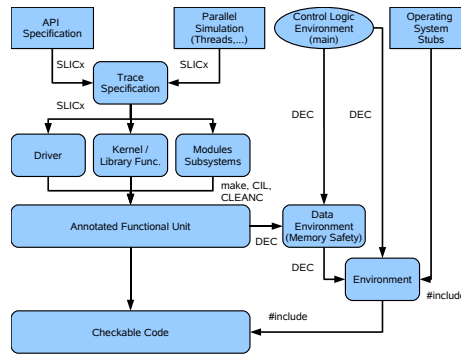 API
Specification
Parallel
Simulation
(Threads,...)
Control Logic
Environment
(main)
Operating
System
Stubs
SLICx
SLICx
Trace
Specification
SLICx
DEC
DEC
Driver
Kernel /
Library Func.
Modules
Subsystems
make, CIL,
CLEANC
Annotated Functional Unit
DEC
Data
Environment
(Memory Safety)
DEC
Environment
#include
#include
Checkable Code